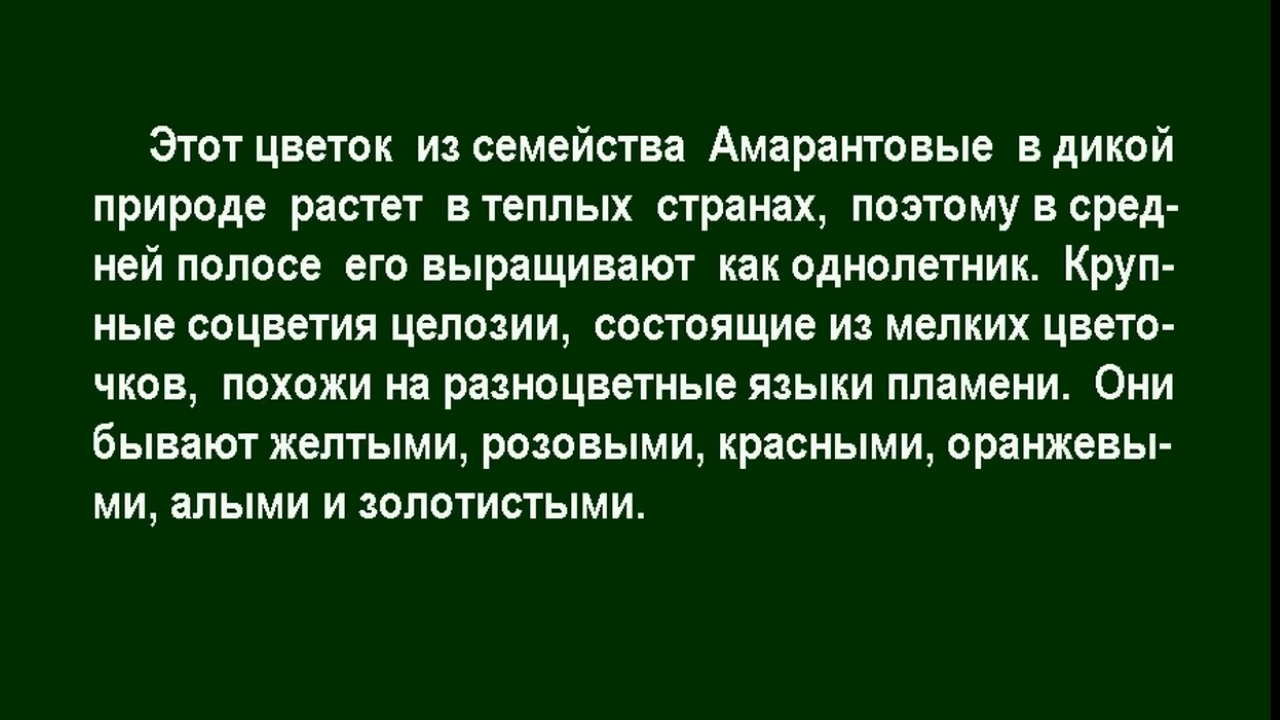 Этот цветок из семейства Амарантовые в дикой
природе растет в теплых странах, поэтому в сред-
ней полосе его выращивают как однолетник. Круп-
ные соцветия целозии, состоящие из мелких цвето-
чков, похожи на разноцветные языки пламени. Они
бывают желтыми, розовыми, красными, оранжевы-
ми, алыми и золотистыми.